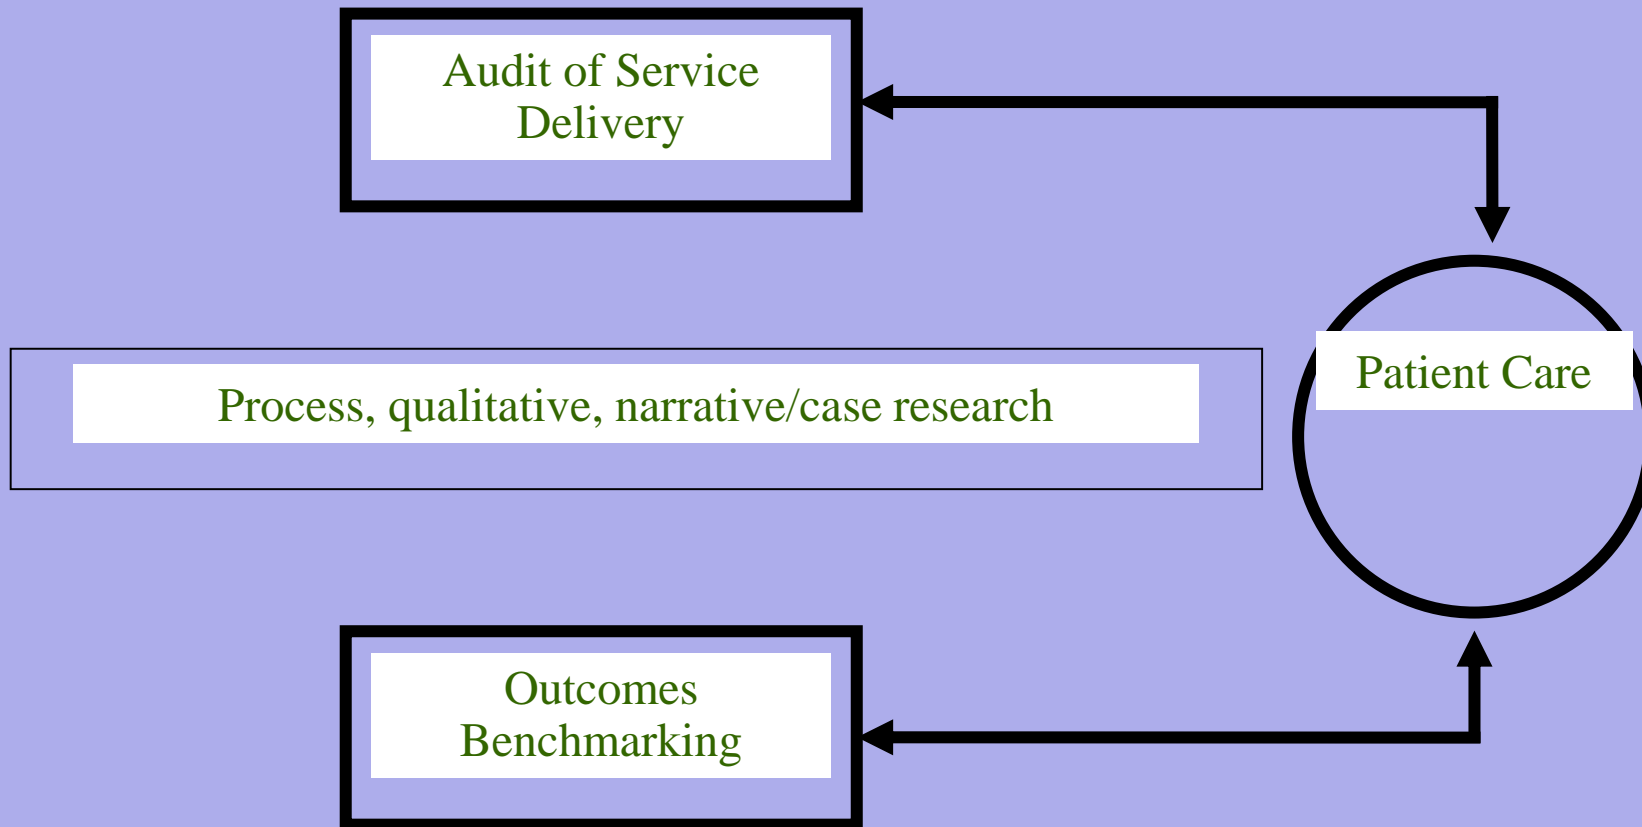 Audit of Service
Delivery
Patient Care
Process, qualitative, narrative/case research
Outcomes
Benchmarking